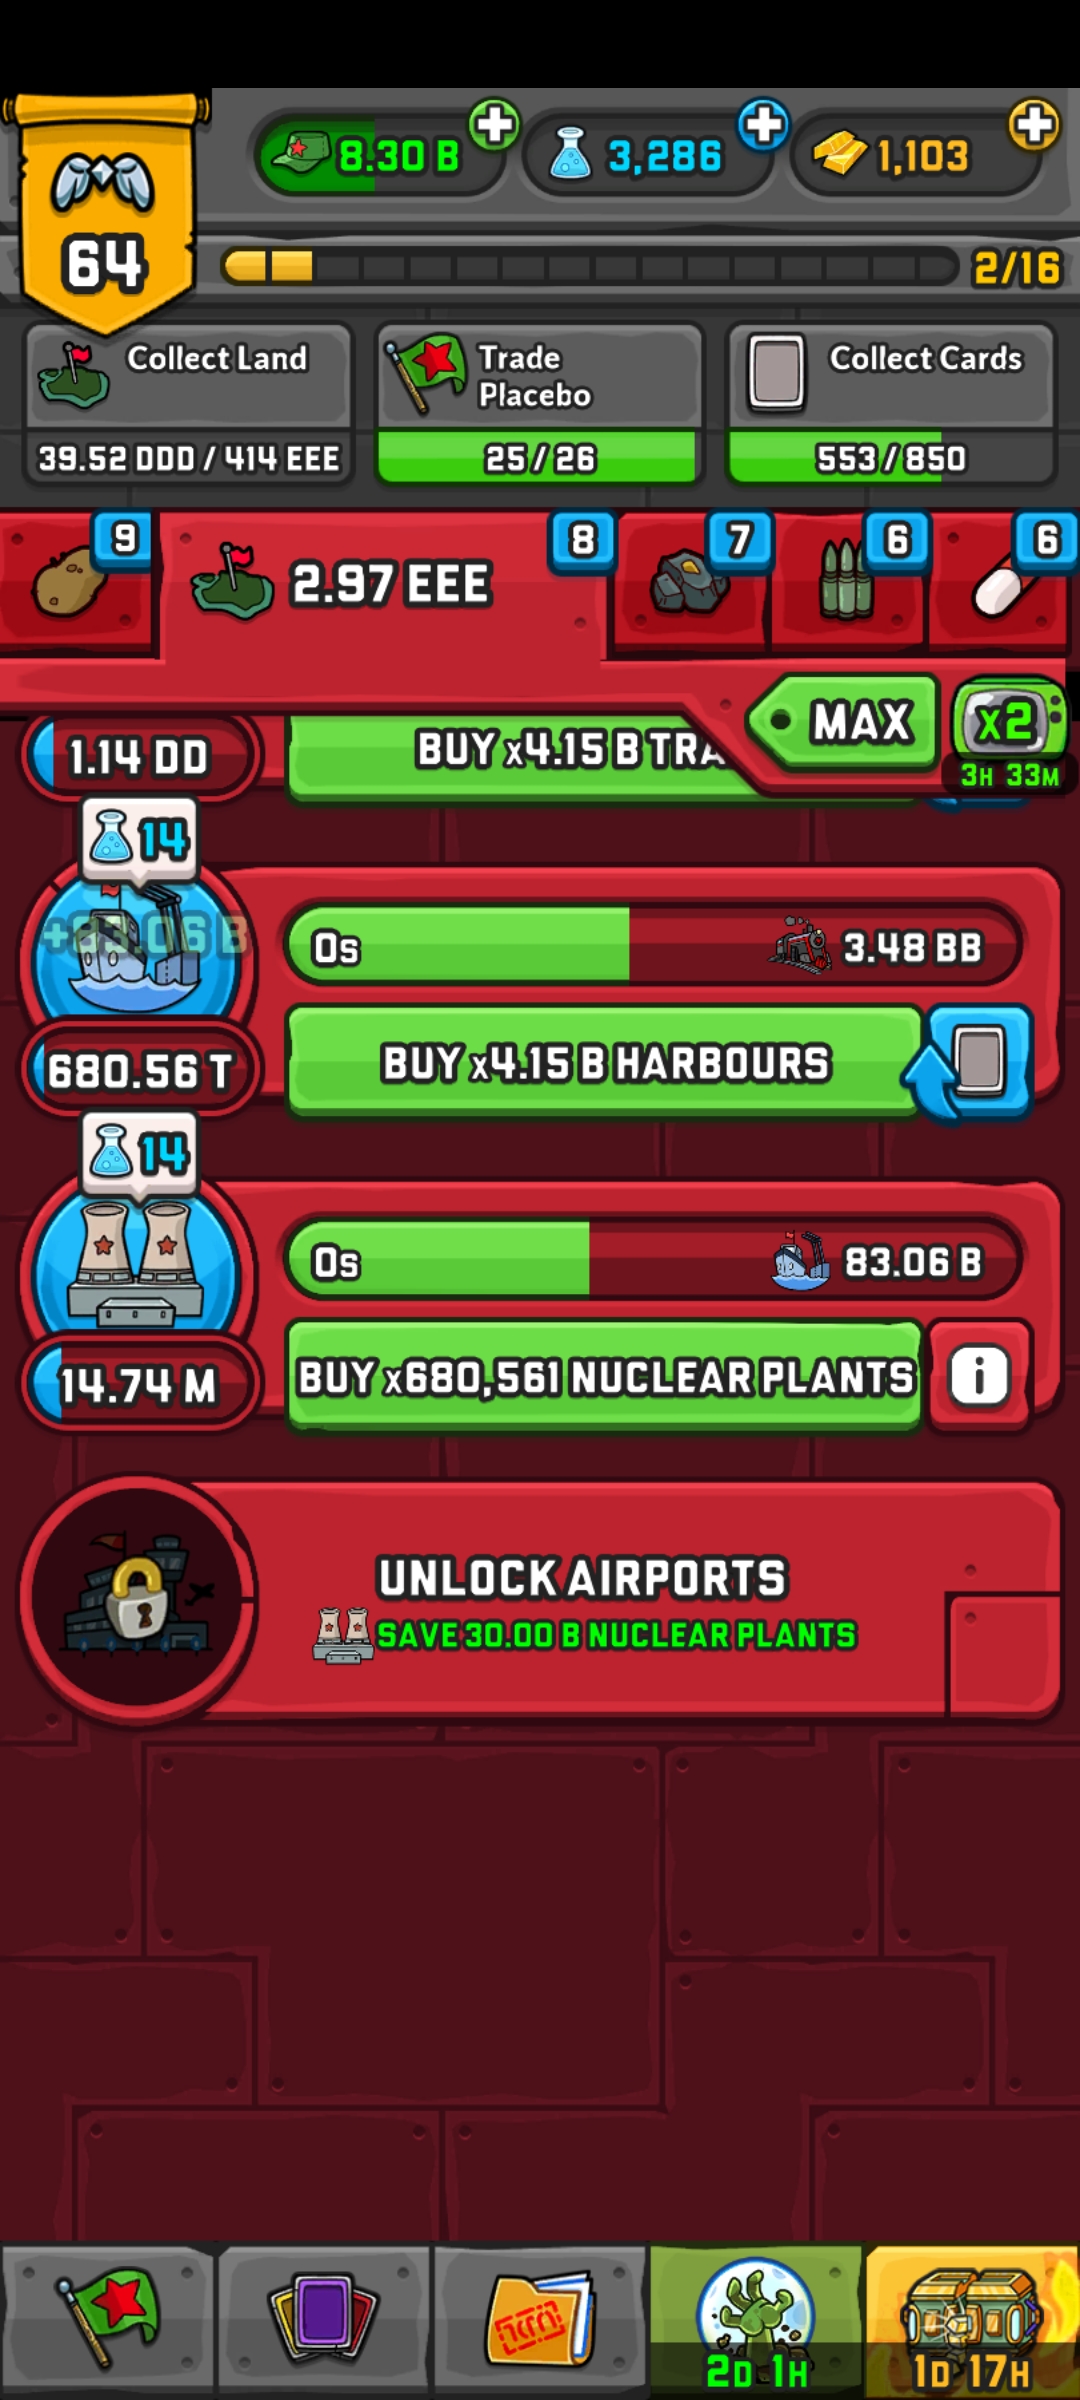 64
8.30 B
3,286
1,103
2/16
Collect Land
39.52 DDD / 414 EEE
Trade
Placebo
25 / 26
Collect Cards
553 / 850
9
2.97 EEE
8
7
6
6
MAX
x2
3H 33M
1.14 DD
BUY x4.15 B TRA
14
+83.06 B
0s
3.48 BB
680.56 T
BUY x4.15 B HARBOURS
14
0s
83.06 B
14.74 M
BUY x680,561 NUCLEAR PLANTS
i
UNLOCK AIRPORTS
SAVE 30.00 B NUCLEAR PLANTS
2D 1H
1D 17H